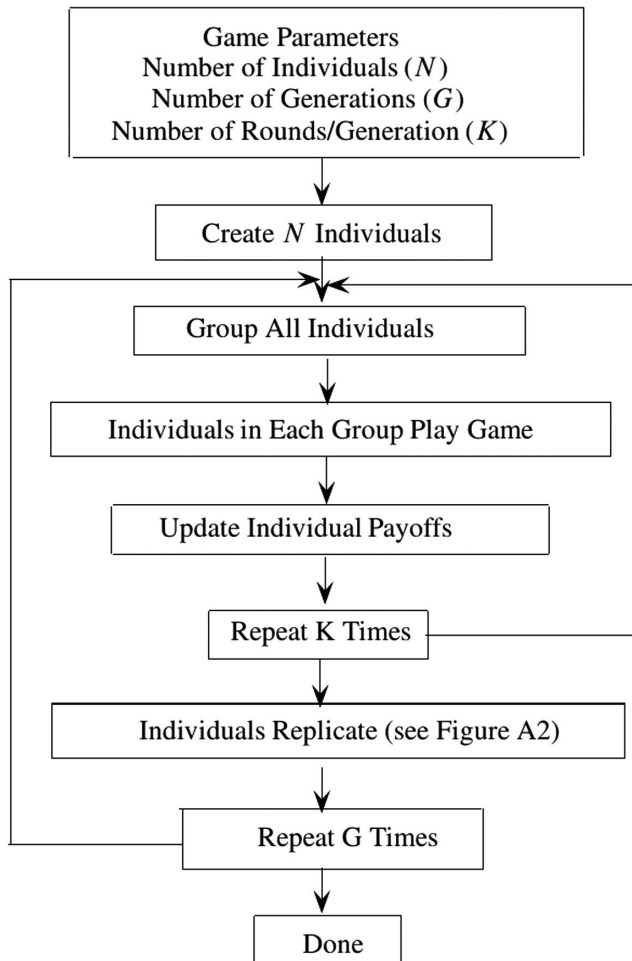 Game Parameters
Number of Individuals (N)
Number of Generations (G)
Number of Rounds/Generation (K)
Create N Individuals
Group All Individuals
Individuals in Each Group Play Game
Update Individual Payoffs
Repeat K Times
Individuals Replicate (see Figure A2)
Repeat G Times
Done